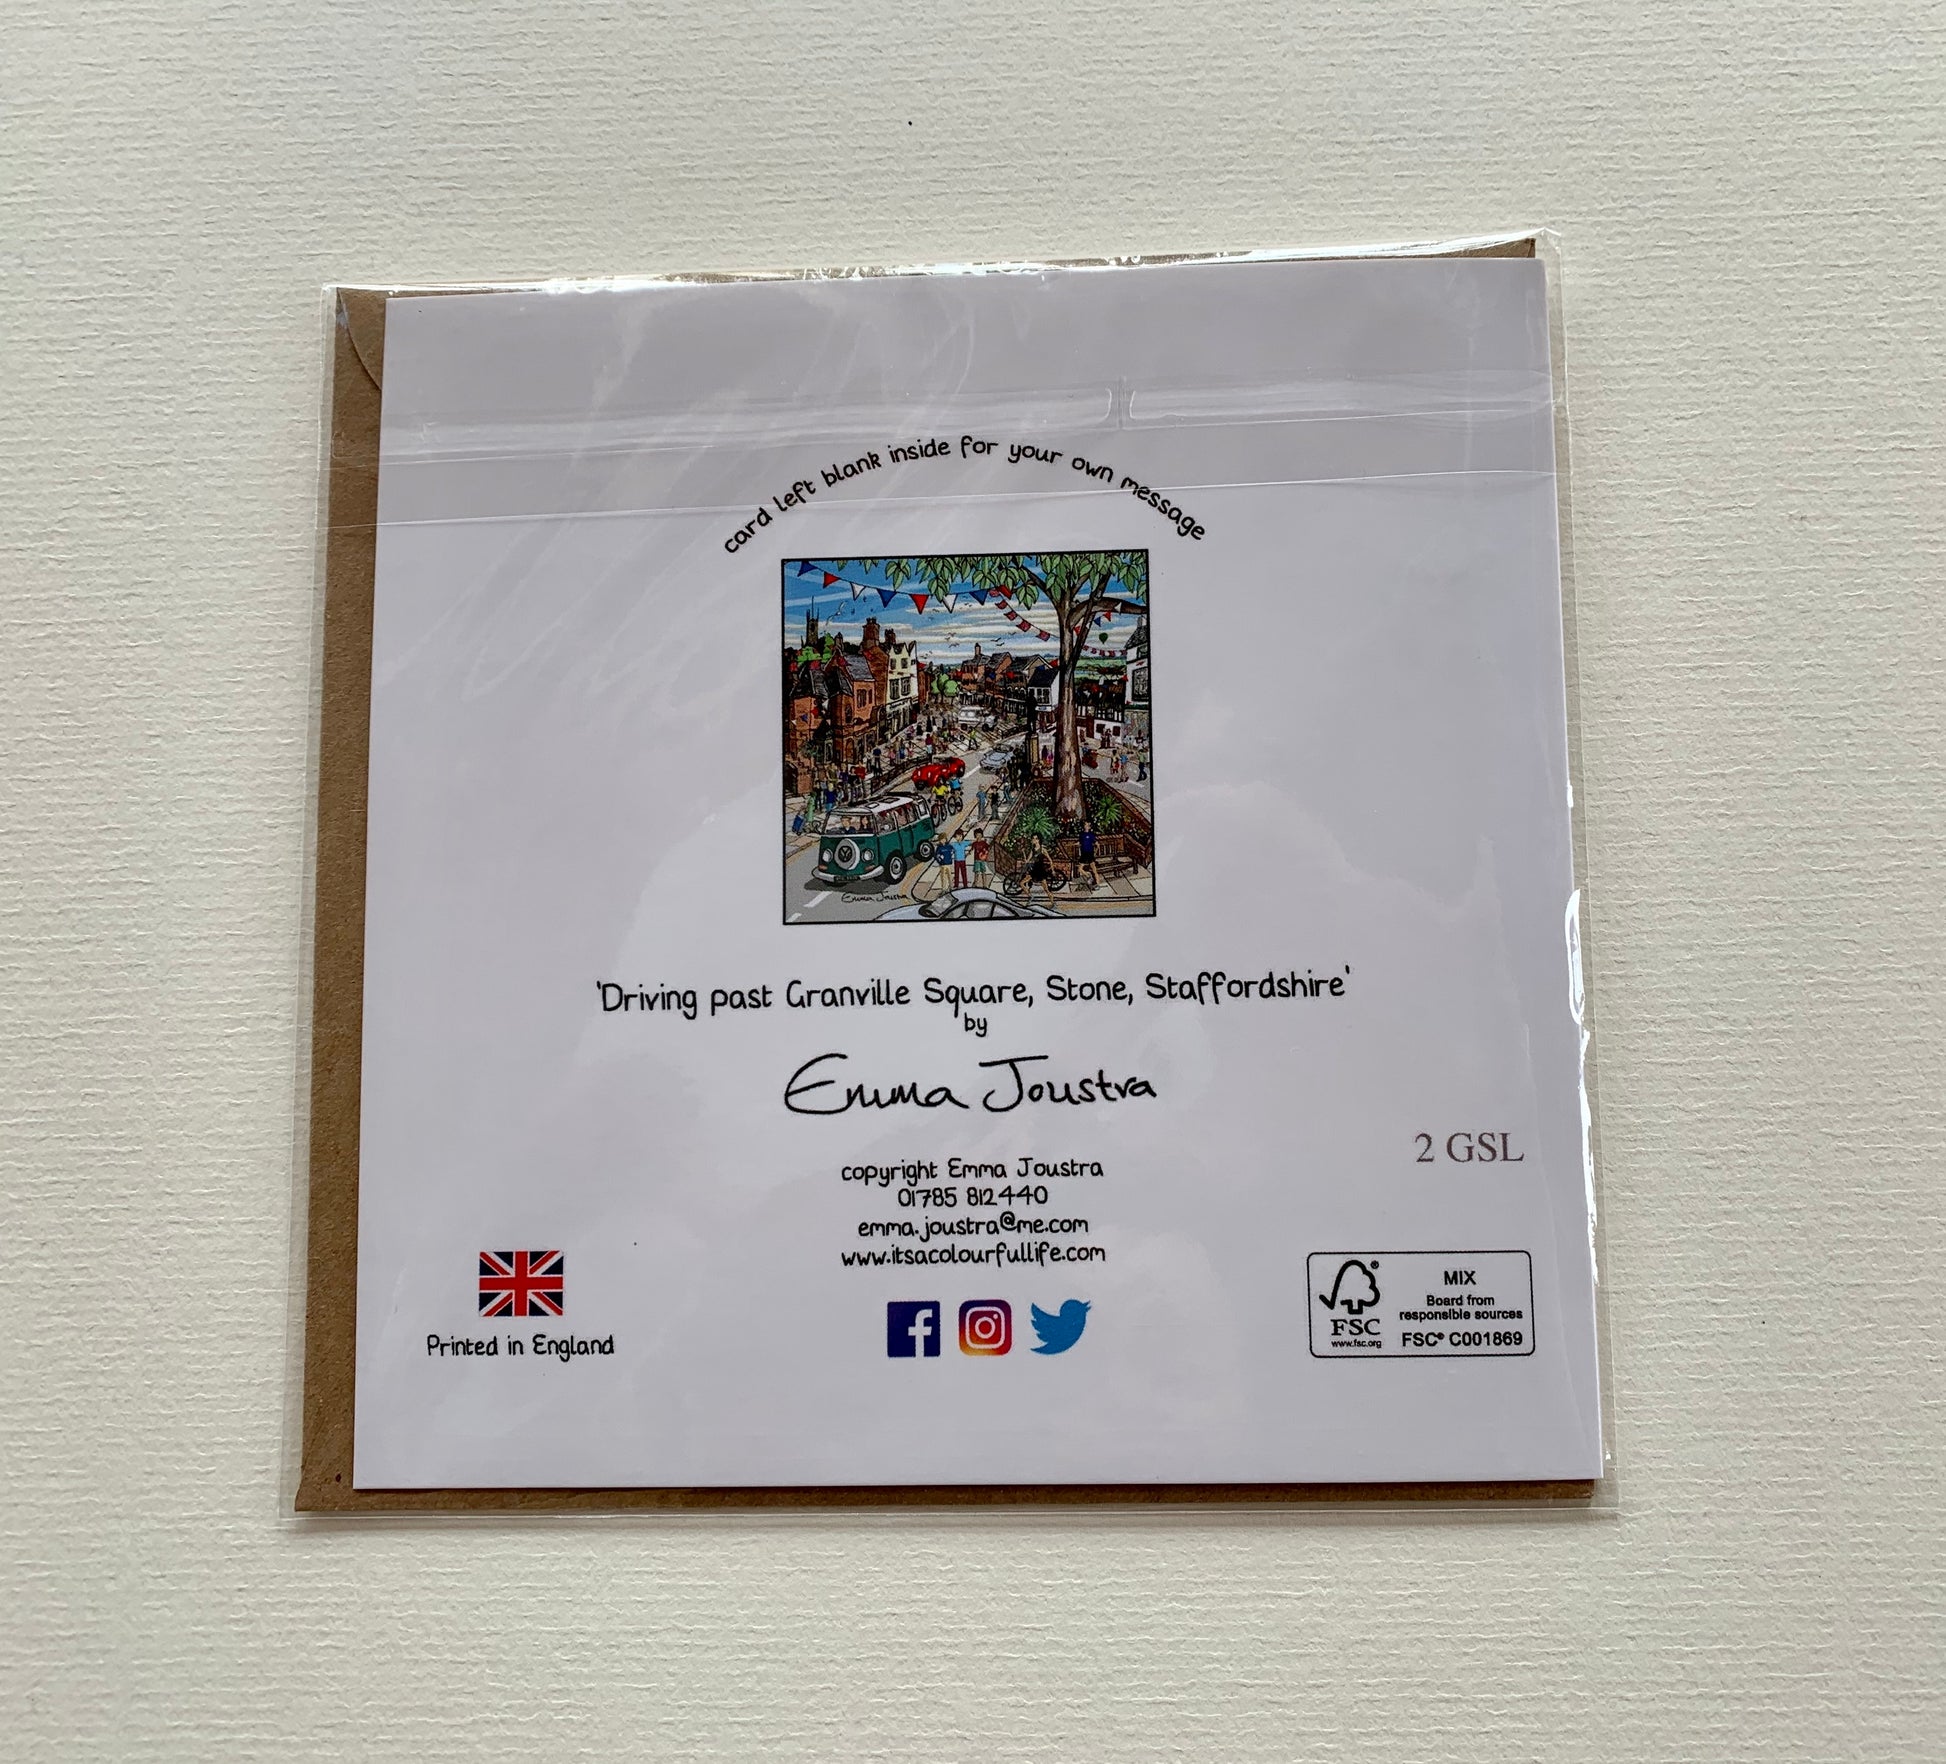 card left blank inside for your own message
Emma Joustra
'Driving past Granville Square, Stone, Staffordshire'
by
Emma Joustra
2 GSL
copyright Emma Joustra
01785 812440
emma.joustra@me.com
www.itsacolourfullife.com
Printed in England
FSC
www.fsc.org
MIX
Board from
responsible sources
FSC® C001869